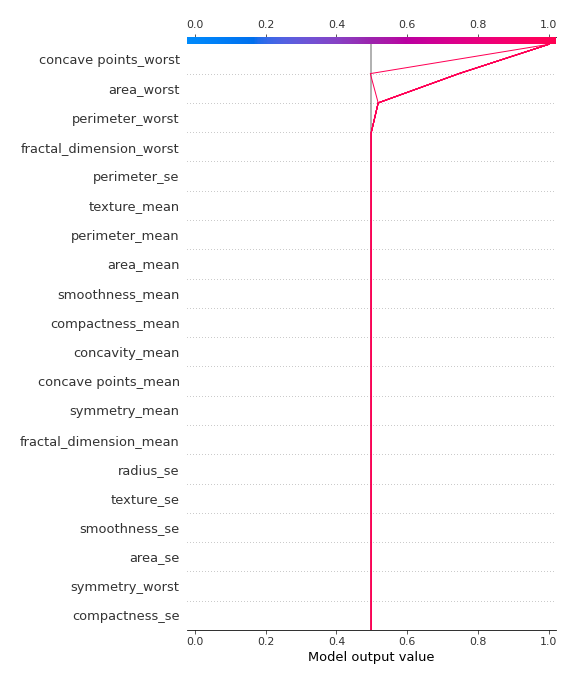 0.0 0.2 0.4 0.6 0.8 1.0
concave points_worst
area_worst
perimeter_worst
fractal_dimension_worst
perimeter_se
texture_mean
perimeter_mean
area_mean
smoothness_mean
compactness_mean
concavity_mean
concave points_mean
symmetry_mean
fractal_dimension_mean
radius_se
texture_se
smoothness_se
area_se
symmetry_worst
compactness_se
0.0 0.2 0.4 0.6 0.8 1.0
Model output value